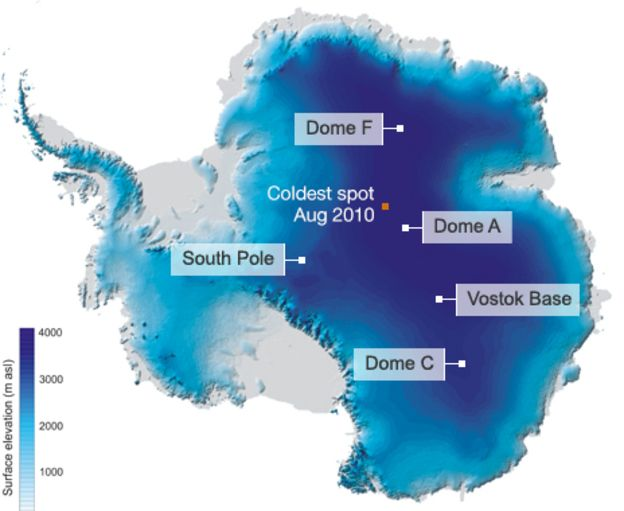 Dome F
Coldest spot
Aug 2010
Dome A
South Pole
Vostok Base
Dome C
Surface elevation (m asl)
4000
3000
2000
1000